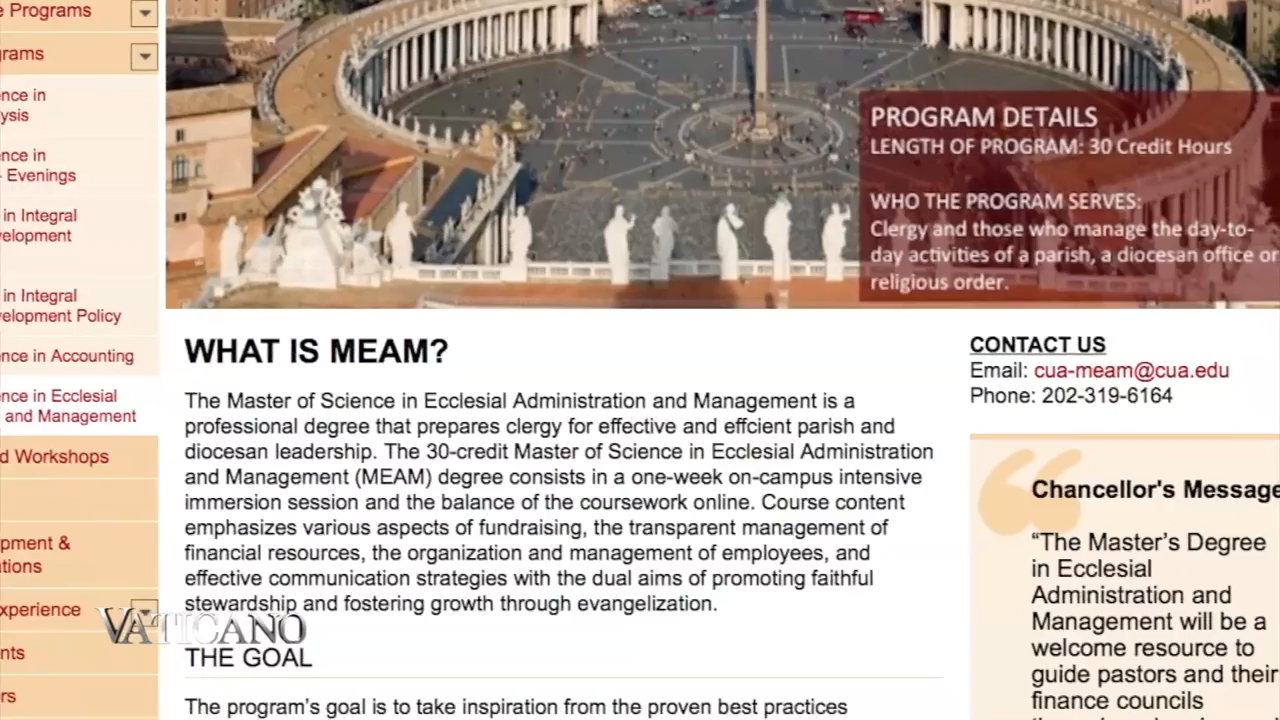 e Programs
grams
ence in
lysis
ence in
- Evenings
in Integral
velopment
in Integral
velopment Policy
ence in Accounting
ence in Ecclesial
and Management
d Workshops
pment &
tions
xperience
nts
rs
PROGRAM DETAILS
LENGTH OF PROGRAM: 30 Credit Hours
WHO THE PROGRAM SERVES:
Clergy and those who manage the day-to-
day activities of a parish, a diocesan office or
religious order.
WHAT IS MEAM?
The Master of Science in Ecclesial Administration and Management is a
professional degree that prepares clergy for effective and effcient parish and
diocesan leadership. The 30-credit Master of Science in Ecclesial Administration
and Management (MEAM) degree consists in a one-week on-campus intensive
immersion session and the balance of the coursework online. Course content
emphasizes various aspects of fundraising, the transparent management of
financial resources, the organization and management of employees, and
effective communication strategies with the dual aims of promoting faithful
stewardship and fostering growth through evangelization.
VATICANO
THE GOAL
The program's goal is to take inspiration from the proven best practices
CONTACT US
Email: cua-meam@cua.edu
Phone: 202-319-6164
Chancellor's Message
“The Master’s Degree
in Ecclesial
Administration and
Management will be a
welcome resource to
guide pastors and their
finance councils